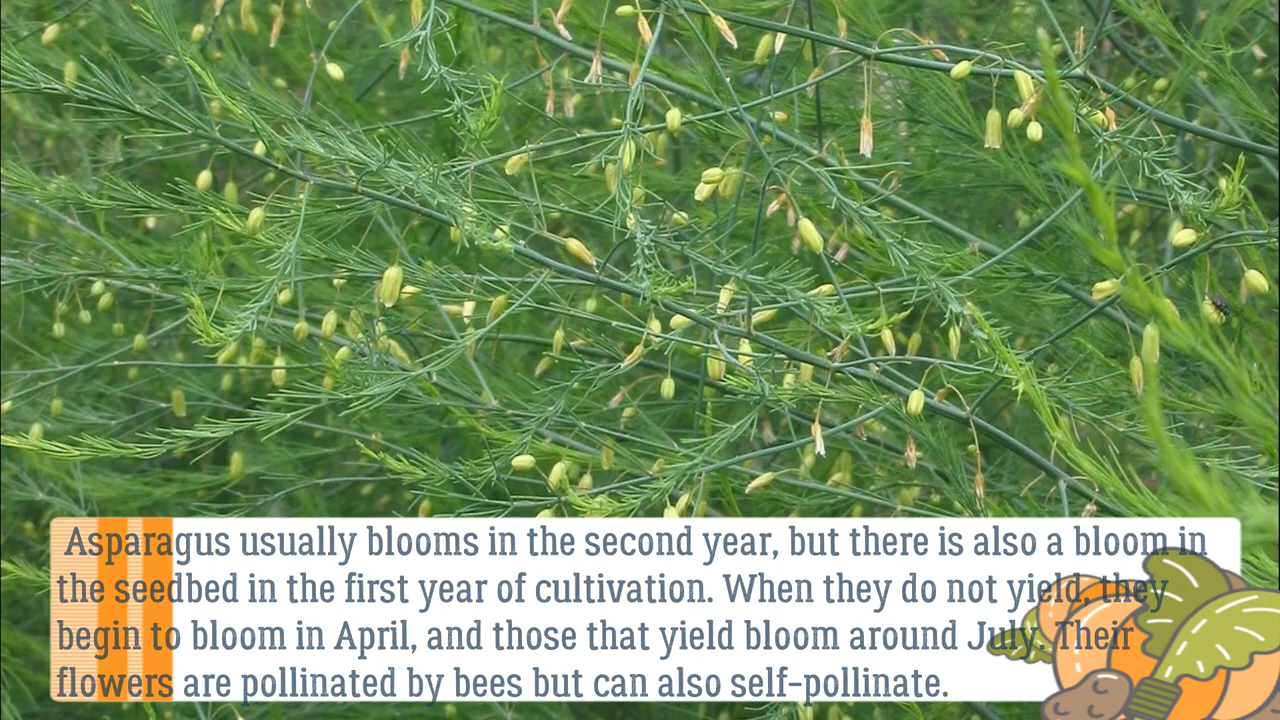 Asparagus usually blooms in the second year, but there is also a bloom in
the seedbed in the first year of cultivation. When they do not yield, they
begin to bloom in April, and those that yield bloom around July. Their
flowers are pollinated by bees but can also self-pollinate.